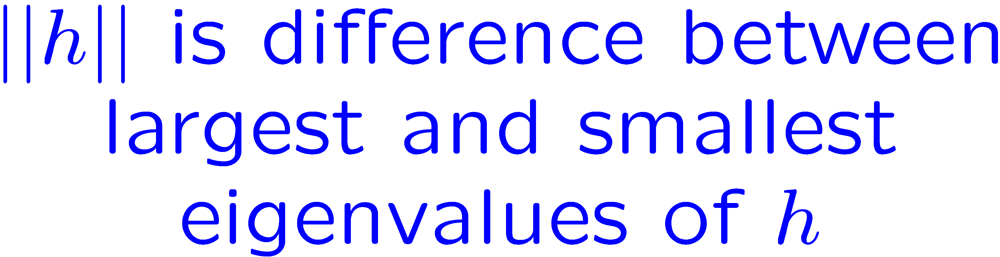 ||h|| is difference between
largest and smallest
eigenvalues of h